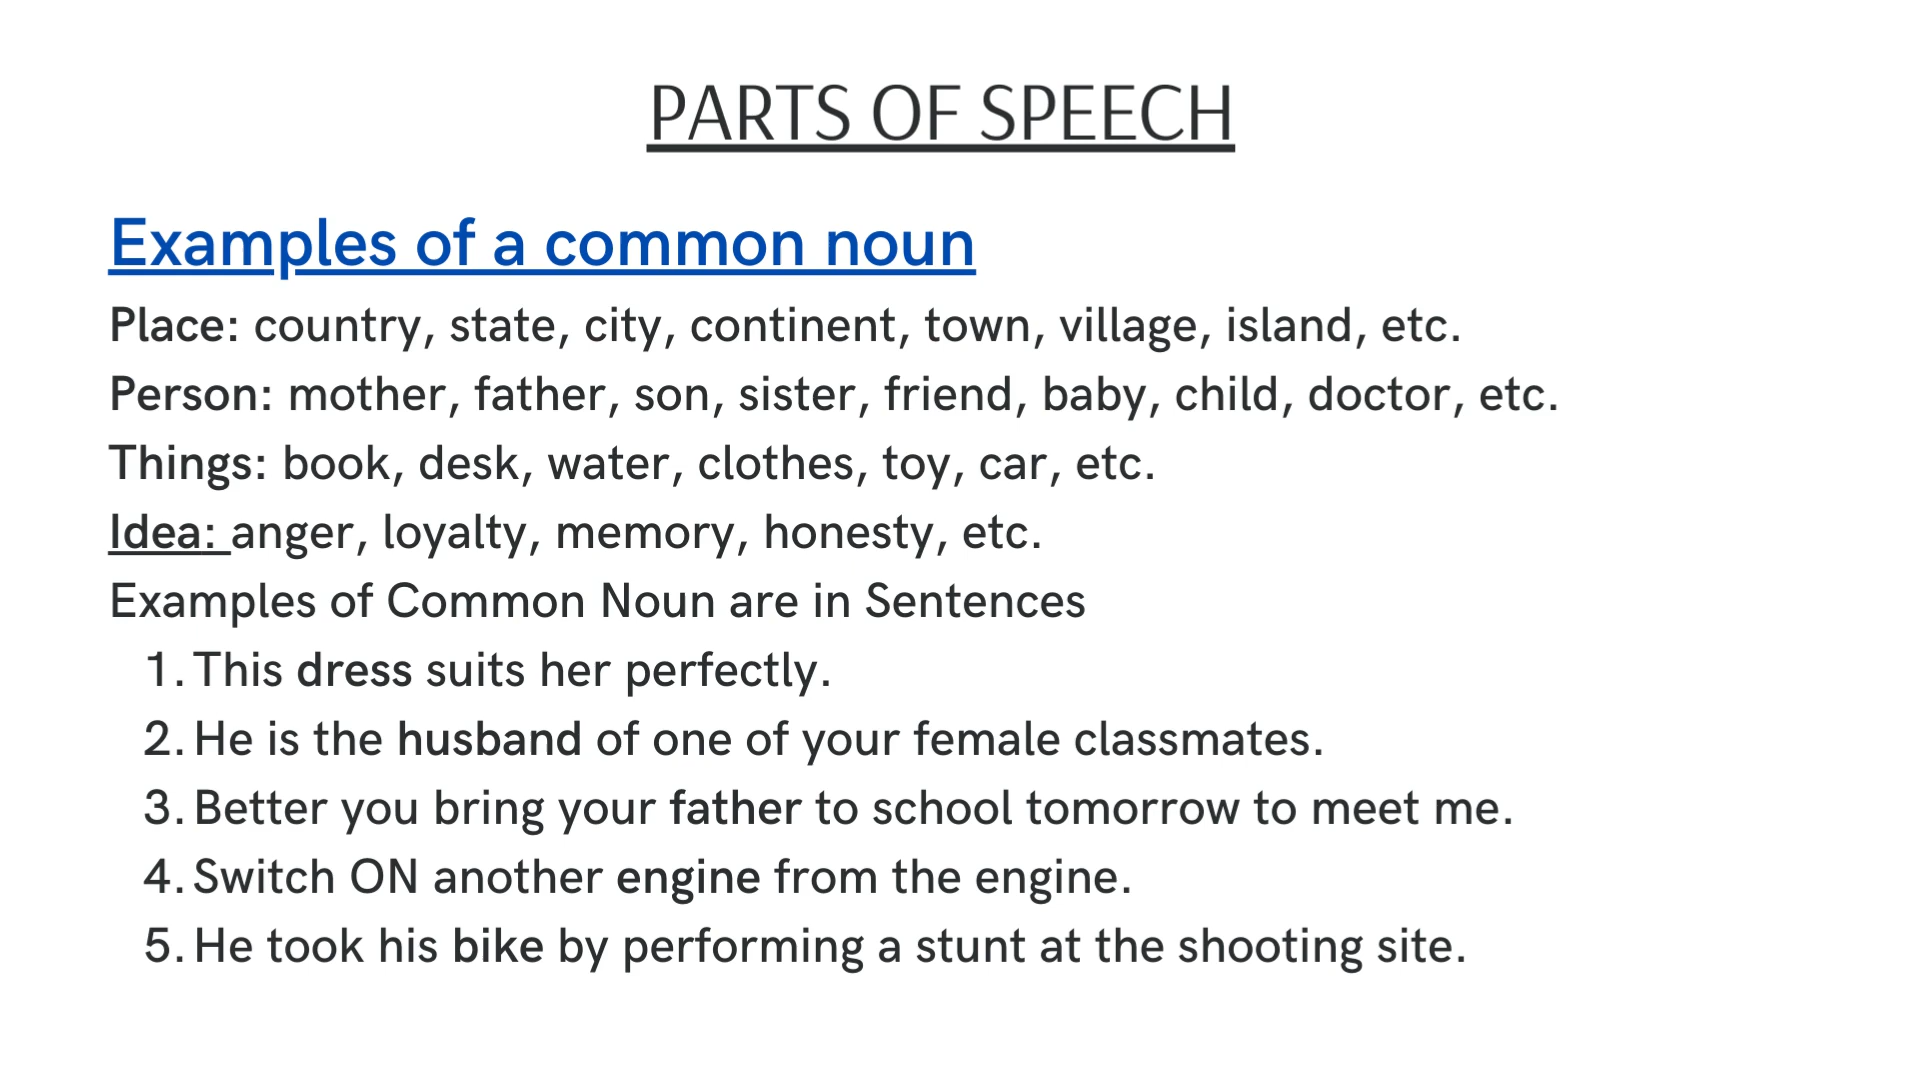 PARTS OF SPEECH
Examples of a common noun
Place: country, state, city, continent, town, village, island, etc.
Person: mother, father, son, sister, friend, baby, child, doctor, etc.
Things: book, desk, water, clothes, toy, car, etc.
Idea: anger, loyalty, memory, honesty, etc.
Examples of Common Noun are in Sentences
1. This dress suits her perfectly.
2. He is the husband of one of your female classmates.
3. Better you bring your father to school tomorrow to meet me.
4. Switch ON another engine from the engine.
5. He took his bike by performing a stunt at the shooting site.